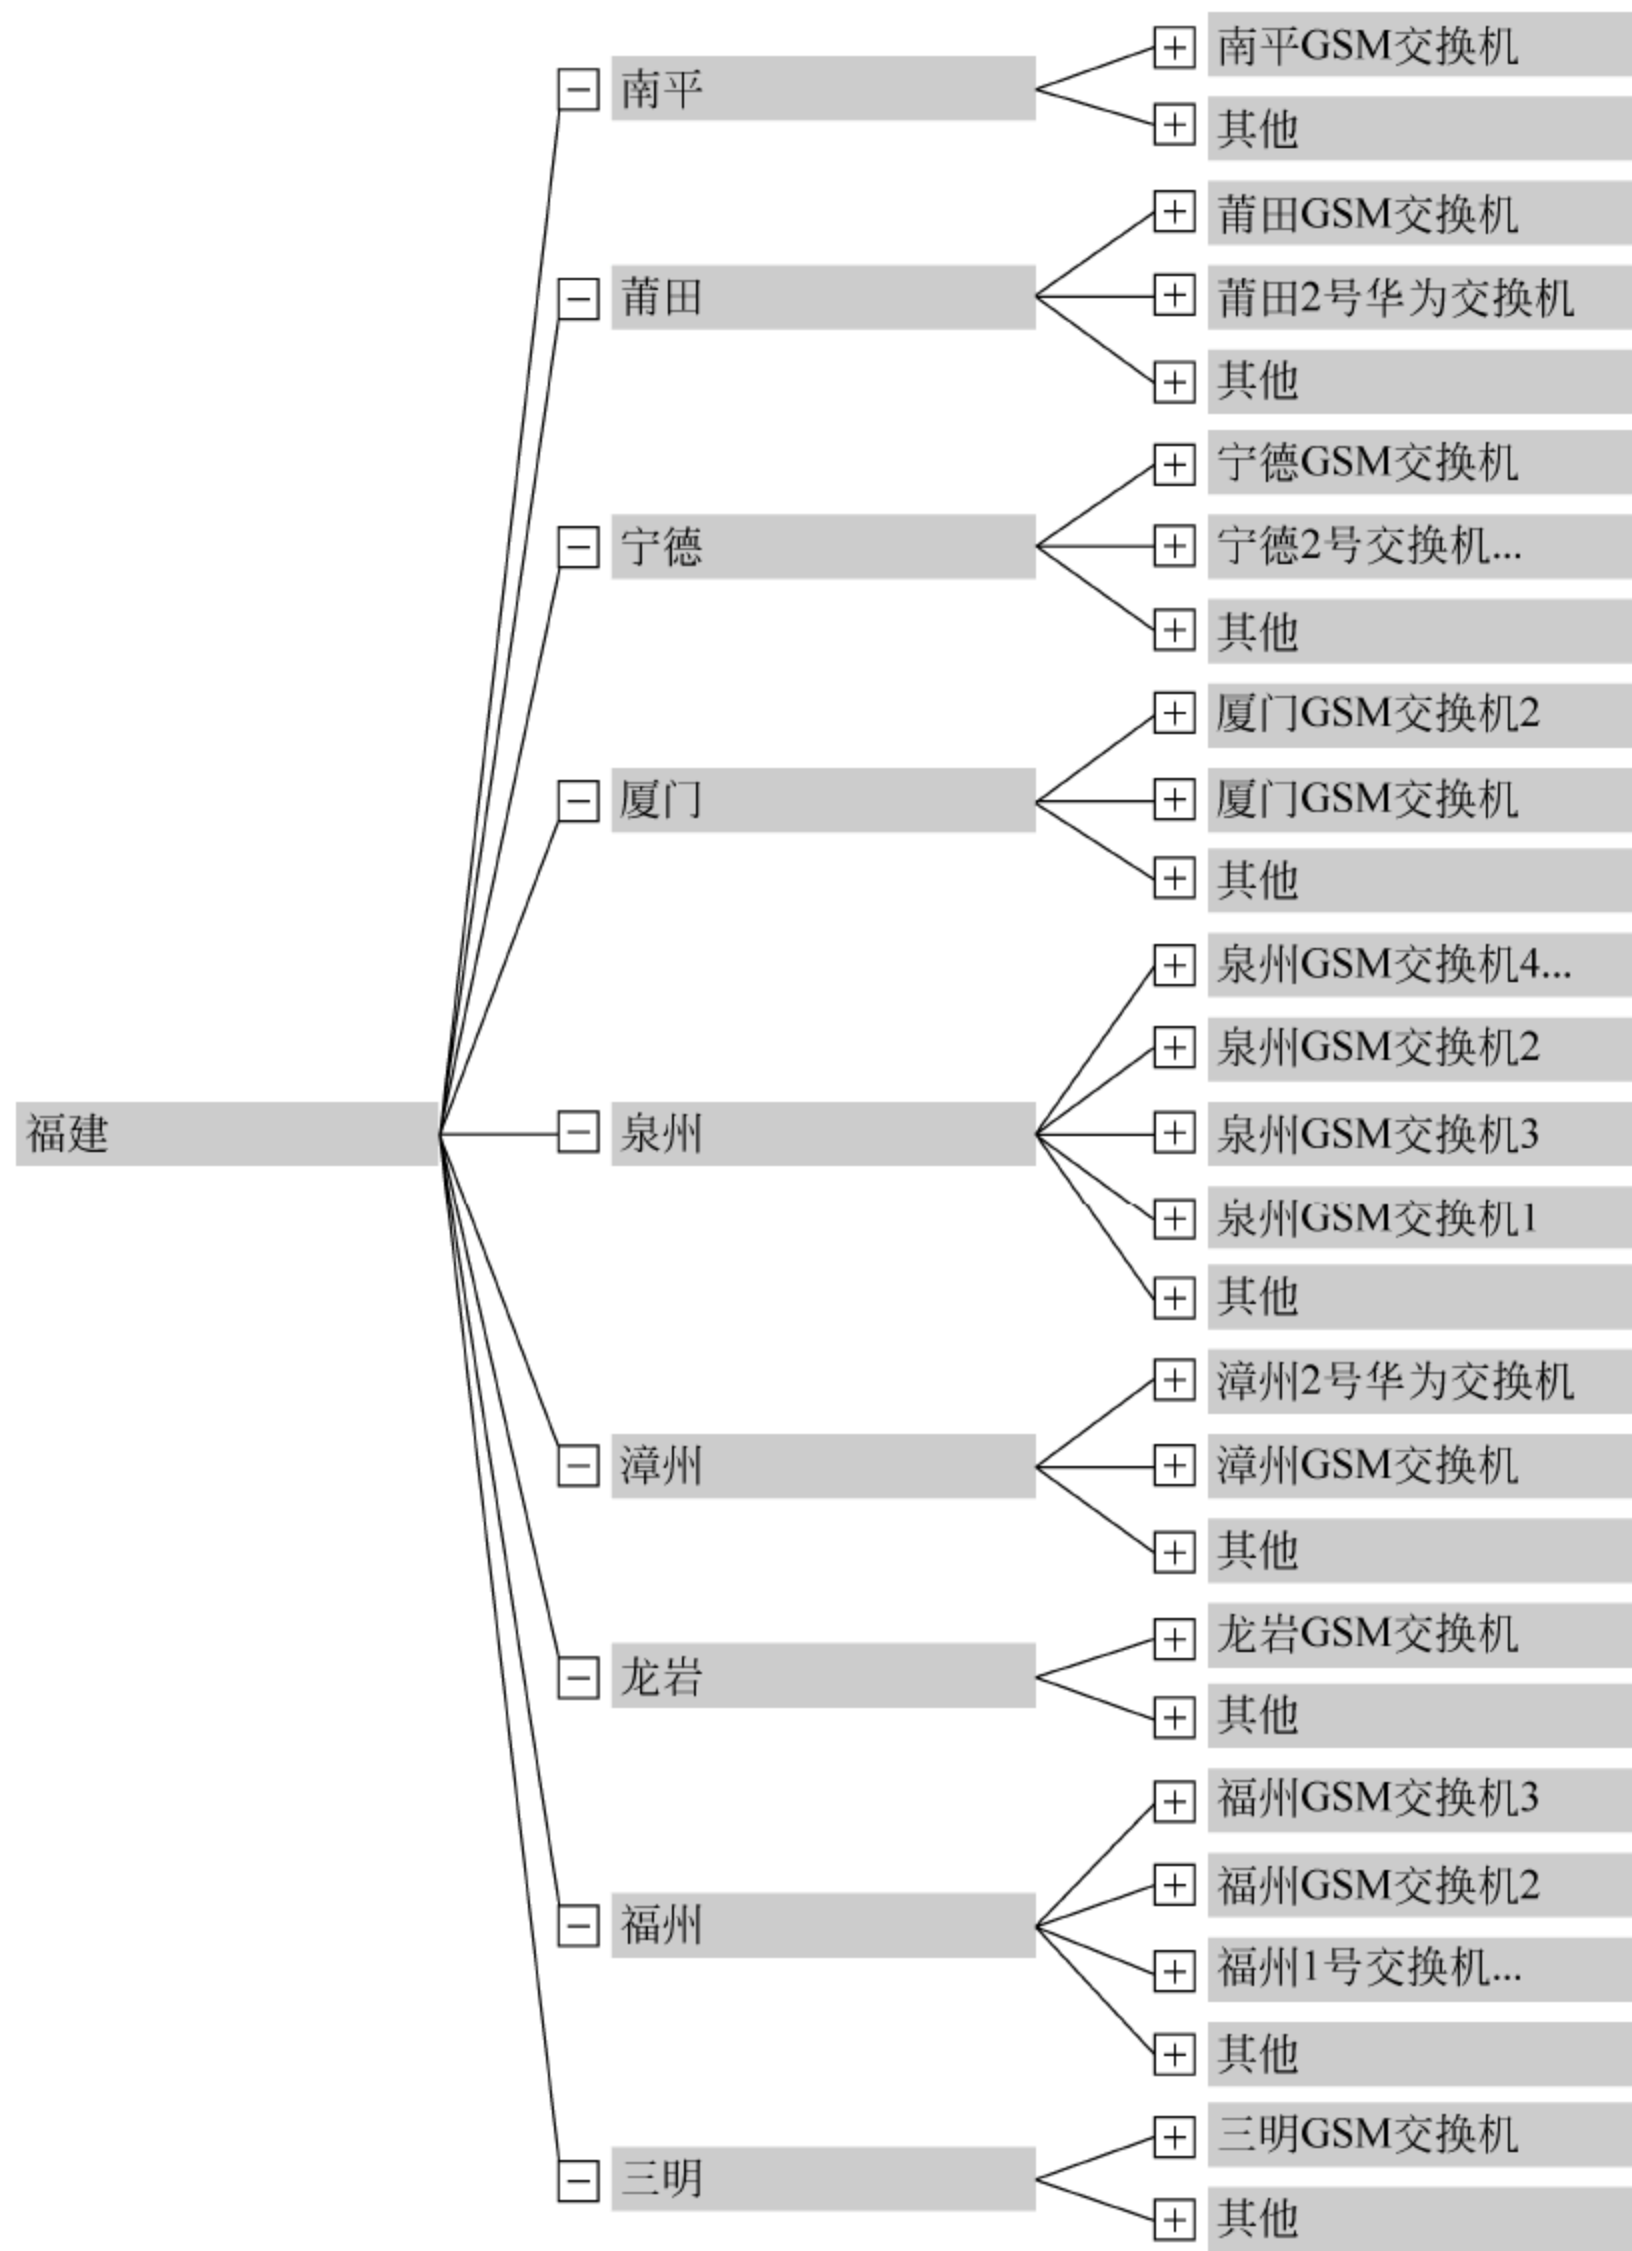 福建
南平
南平GSM交换机
其他
莆田
莆田GSM交换机
莆田2号华为交换机
其他
宁德
宁德GSM交换机
宁德2号交换机...
其他
厦门
厦门GSM交换机2
厦门GSM交换机
其他
泉州
泉州GSM交换机4...
泉州GSM交换机2
泉州GSM交换机3
泉州GSM交换机1
其他
漳州
漳州2号华为交换机
漳州GSM交换机
其他
龙岩
龙岩GSM交换机
其他
福州
福州GSM交换机3
福州GSM交换机2
福州1号交换机...
其他
三明
三明GSM交换机
其他